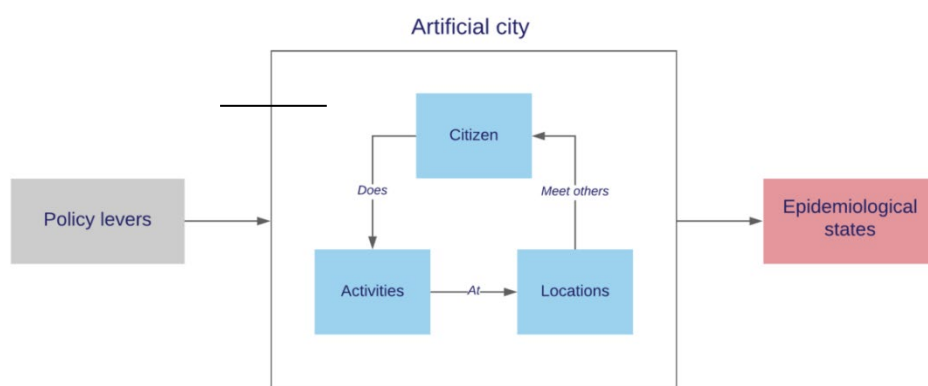 Artificial city
Citizen
Does
Meet others
Policy levers
Epidemiological
states
Activities
At
Locations